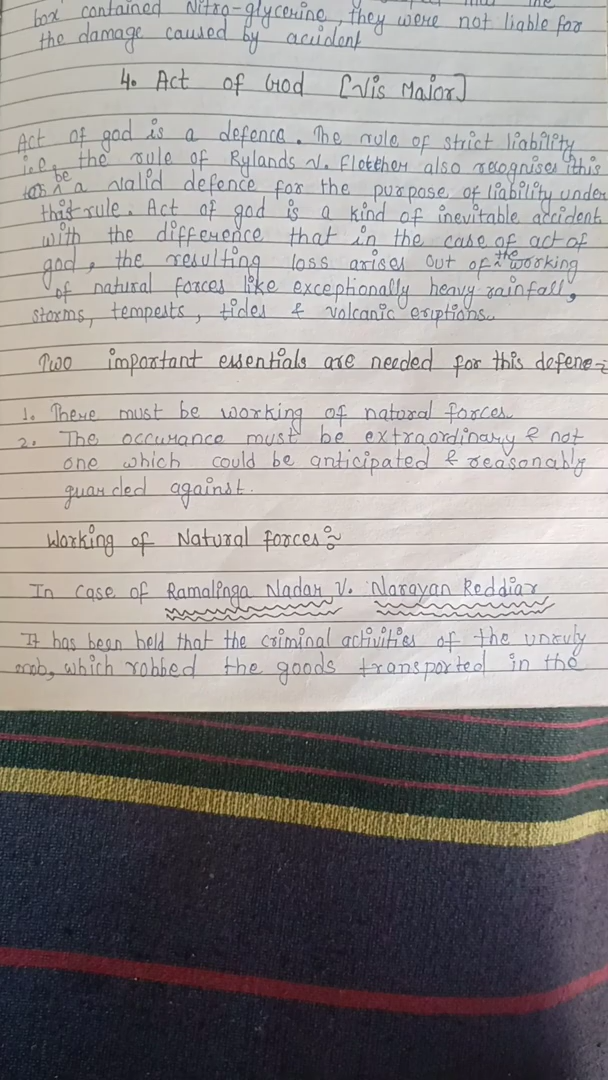 box contained Nitro-glycerine, they were not liable for
the damage caused by accident
4. Act of God [Vis Major]
Act of god is a defence. The rule of strict liability
i.e. the rule of Rylands v. Fletcher also recognises this
be a valid defence for the purpose of liability under
this rule. Act of god is a kind of inevitable accident
with the difference that in the case of act of
god, the resulting loss arises out of the working
of natural forces like exceptionally heavy rainfall,
storms, tempests, tides & volcanic eruptions.
Two important essentials are needed for this defence
1. There must be working of natural forces
2. The occurance must be extraordinary & not
one which could be anticipated & reasonably
guarded against.
Working of Natural forces:
In case of Ramalinga Nadar V. Narayan Reddiar
It has been held that the criminal activities of the unruly
mob, which robbed the goods transported in the